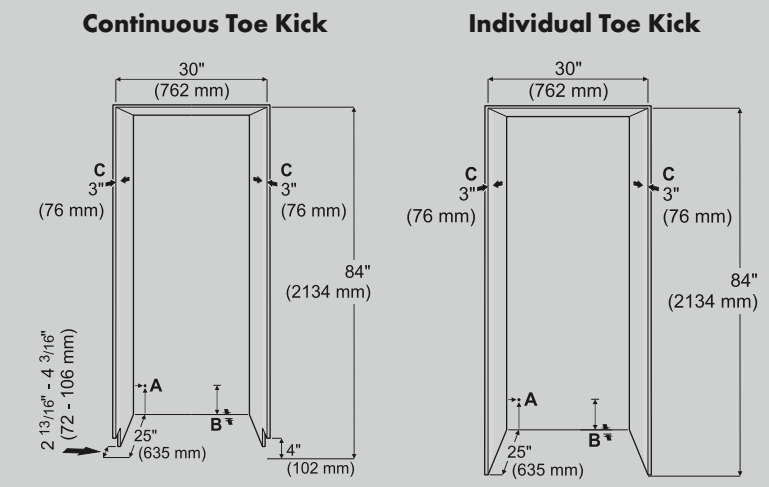 Continuous Toe Kick
30"
(762 mm)
C
3"
(76 mm)
C
3"
(76 mm)
84"
(2134 mm)
2 13/16" - 4 3/16"
(72 - 106 mm)
A
B
25"
(635 mm)
4"
(102 mm)
Individual Toe Kick
30"
(762 mm)
C
3"
(76 mm)
C
3"
(76 mm)
84"
(2134 mm)
A
B
25"
(635 mm)